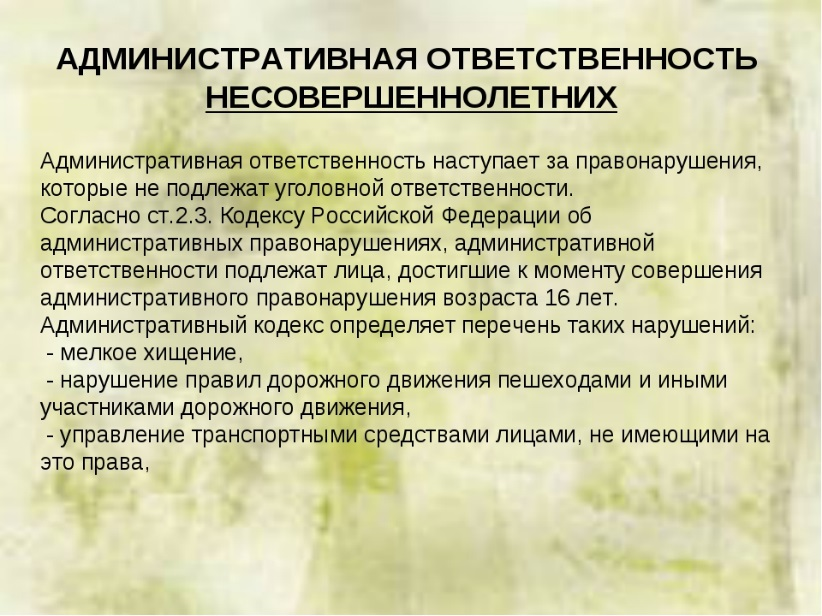 АДМИНИСТРАТИВНАЯ ОТВЕТСТВЕННОСТЬ
НЕСОВЕРШЕННОЛЕТНИХ
Административная ответственность наступает за правонарушения,
которые не подлежат уголовной ответственности.
Согласно ст.2.3. Кодексу Российской Федерации об
административных правонарушениях, административной
ответственности подлежат лица, достигшие к моменту совершения
административного правонарушения возраста 16 лет.
Административный кодекс определяет перечень таких нарушений:
- мелкое хищение,
- нарушение правил дорожного движения пешеходами и иными
участниками дорожного движения,
- управление транспортными средствами лицами, не имеющими на
это права,